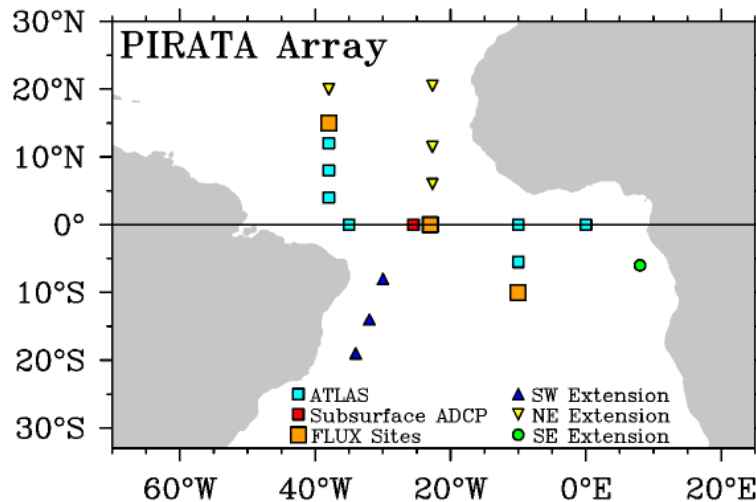 30°N
PIRATA Array
20°N
10°N
0°
10°S
20°S
30°S
ATLAS
Subsurface ADCP
FLUX Sites
SW Extension
NE Extension
SE Extension
60°W 40°W 20°W 0°E 20°E